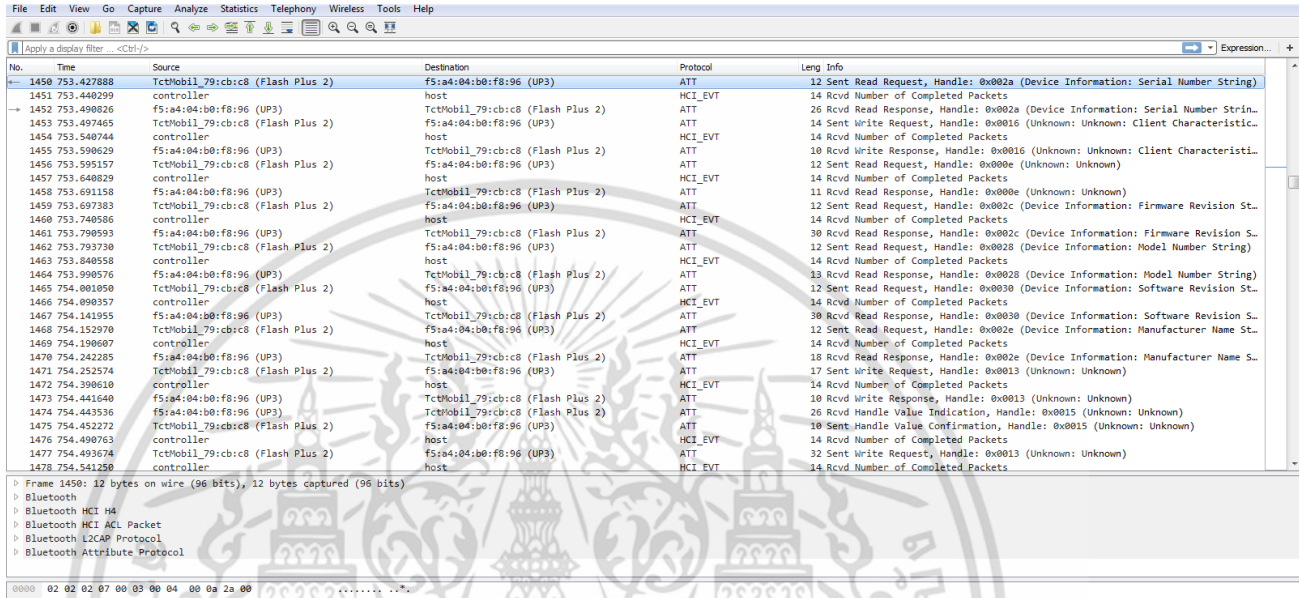 File Edit View Go Capture Analyze Statistics Telephony Wireless Tools Help
Apply a display filter ... <Ctrl-/> Expression... +
No. Time Source Destination Protocol Leng Info
1450 753.427888 TctMobil_79:cb:c8 (Flash Plus 2) f5:a4:04:b0:f8:96 (UP3) ATT 12 Sent Read Request, Handle: 0x002a (Device Information: Serial Number String)
1451 753.440299 controller host HCI_EVT 14 Rcvd Number of Completed Packets
1452 753.490826 f5:a4:04:b0:f8:96 (UP3) TctMobil_79:cb:c8 (Flash Plus 2) ATT 26 Rcvd Read Response, Handle: 0x002a (Device Information: Serial Number Strin…
1453 753.497465 TctMobil_79:cb:c8 (Flash Plus 2) f5:a4:04:b0:f8:96 (UP3) ATT 14 Sent Write Request, Handle: 0x0016 (Unknown: Unknown: Client Characteristic…
1454 753.540744 controller host HCI_EVT 14 Rcvd Number of Completed Packets
1455 753.590629 f5:a4:04:b0:f8:96 (UP3) TctMobil_79:cb:c8 (Flash Plus 2) ATT 10 Rcvd Write Response, Handle: 0x0016 (Unknown: Unknown: Client Characteristi…
1456 753.595157 TctMobil_79:cb:c8 (Flash Plus 2) f5:a4:04:b0:f8:96 (UP3) ATT 12 Sent Read Request, Handle: 0x000e (Unknown: Unknown)
1457 753.640829 controller host HCI_EVT 14 Rcvd Number of Completed Packets
1458 753.691158 f5:a4:04:b0:f8:96 (UP3) TctMobil_79:cb:c8 (Flash Plus 2) ATT 11 Rcvd Read Response, Handle: 0x000e (Unknown: Unknown)
1459 753.697383 TctMobil_79:cb:c8 (Flash Plus 2) f5:a4:04:b0:f8:96 (UP3) ATT 12 Sent Read Request, Handle: 0x002c (Device Information: Firmware Revision St…
1460 753.740586 controller host HCI_EVT 14 Rcvd Number of Completed Packets
1461 753.790593 f5:a4:04:b0:f8:96 (UP3) TctMobil_79:cb:c8 (Flash Plus 2) ATT 30 Rcvd Read Response, Handle: 0x002c (Device Information: Firmware Revision S…
1462 753.793730 TctMobil_79:cb:c8 (Flash Plus 2) f5:a4:04:b0:f8:96 (UP3) ATT 12 Sent Read Request, Handle: 0x0028 (Device Information: Model Number String)
1463 753.840558 controller host HCI_EVT 14 Rcvd Number of Completed Packets
1464 753.990576 f5:a4:04:b0:f8:96 (UP3) TctMobil_79:cb:c8 (Flash Plus 2) ATT 13 Rcvd Read Response, Handle: 0x0028 (Device Information: Model Number String)
1465 754.001050 TctMobil_79:cb:c8 (Flash Plus 2) f5:a4:04:b0:f8:96 (UP3) ATT 12 Sent Read Request, Handle: 0x0030 (Device Information: Software Revision St…
1466 754.090357 controller host HCI_EVT 14 Rcvd Number of Completed Packets
1467 754.141955 f5:a4:04:b0:f8:96 (UP3) TctMobil_79:cb:c8 (Flash Plus 2) ATT 30 Rcvd Read Response, Handle: 0x0030 (Device Information: Software Revision S…
1468 754.152970 TctMobil_79:cb:c8 (Flash Plus 2) f5:a4:04:b0:f8:96 (UP3) ATT 12 Sent Read Request, Handle: 0x002e (Device Information: Manufacturer Name St…
1469 754.190607 controller host HCI_EVT 14 Rcvd Number of Completed Packets
1470 754.242285 f5:a4:04:b0:f8:96 (UP3) TctMobil_79:cb:c8 (Flash Plus 2) ATT 18 Rcvd Read Response, Handle: 0x002e (Device Information: Manufacturer Name S…
1471 754.252574 TctMobil_79:cb:c8 (Flash Plus 2) f5:a4:04:b0:f8:96 (UP3) ATT 17 Sent Write Request, Handle: 0x0013 (Unknown: Unknown)
1472 754.390610 controller host HCI_EVT 14 Rcvd Number of Completed Packets
1473 754.441640 f5:a4:04:b0:f8:96 (UP3) TctMobil_79:cb:c8 (Flash Plus 2) ATT 10 Rcvd Write Response, Handle: 0x0013 (Unknown: Unknown)
1474 754.443536 f5:a4:04:b0:f8:96 (UP3) TctMobil_79:cb:c8 (Flash Plus 2) ATT 26 Rcvd Handle Value Indication, Handle: 0x0015 (Unknown: Unknown)
1475 754.452272 TctMobil_79:cb:c8 (Flash Plus 2) f5:a4:04:b0:f8:96 (UP3) ATT 10 Sent Handle Value Confirmation, Handle: 0x0015 (Unknown: Unknown)
1476 754.490763 controller host HCI_EVT 14 Rcvd Number of Completed Packets
1477 754.493674 TctMobil_79:cb:c8 (Flash Plus 2) f5:a4:04:b0:f8:96 (UP3) ATT 32 Sent Write Request, Handle: 0x0013 (Unknown: Unknown)
1478 754.541250 controller host HCI_EVT 14 Rcvd Number of Completed Packets
Frame 1450: 12 bytes on wire (96 bits), 12 bytes captured (96 bits)
Bluetooth
Bluetooth HCI H4
Bluetooth HCI ACL Packet
Bluetooth L2CAP Protocol
Bluetooth Attribute Protocol
0000 02 02 02 07 00 03 00 04 00 0a 2a 00 ........ ..*.